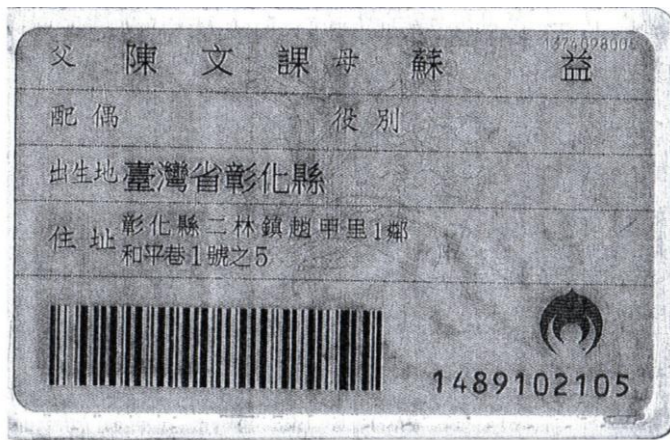 父 陳文課 母 蘇益
配偶 役別
出生地 臺灣省彰化縣
住址 彰化縣二林鎮趙甲里1鄰
和平巷1號之5
1489102105